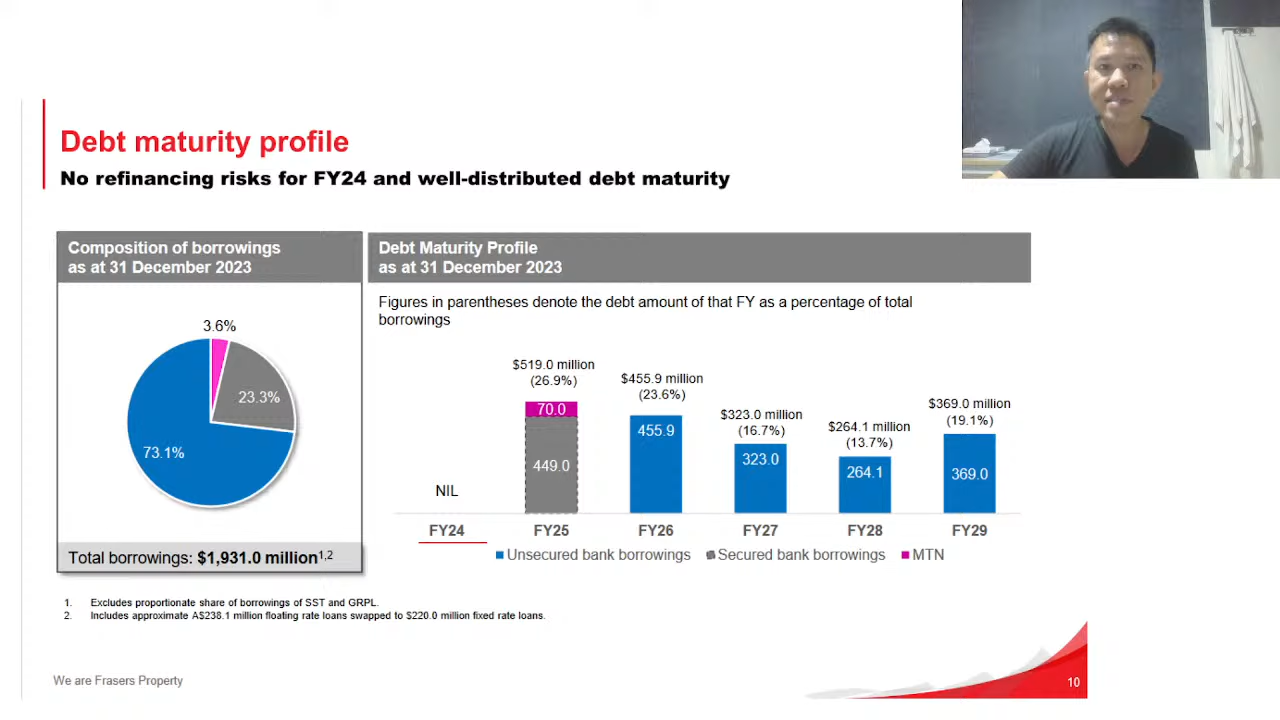 Debt maturity profile
No refinancing risks for FY24 and well-distributed debt maturity
Composition of borrowings
as at 31 December 2023
3.6%
23.3%
73.1%
Total borrowings: $1,931.0 million1,2
Debt Maturity Profile
as at 31 December 2023
Figures in parentheses denote the debt amount of that FY as a percentage of total
borrowings
NIL
$519.0 million
(26.9%)
70.0
449.0
$455.9 million
(23.6%)
455.9
$323.0 million
(16.7%)
323.0
$264.1 million
(13.7%)
264.1
$369.0 million
(19.1%)
369.0
FY24 FY25 FY26 FY27 FY28 FY29
Unsecured bank borrowings Secured bank borrowings MTN
1. Excludes proportionate share of borrowings of SST and GRPL.
2. Includes approximate A$238.1 million floating rate loans swapped to $220.0 million fixed rate loans.
We are Frasers Property
10